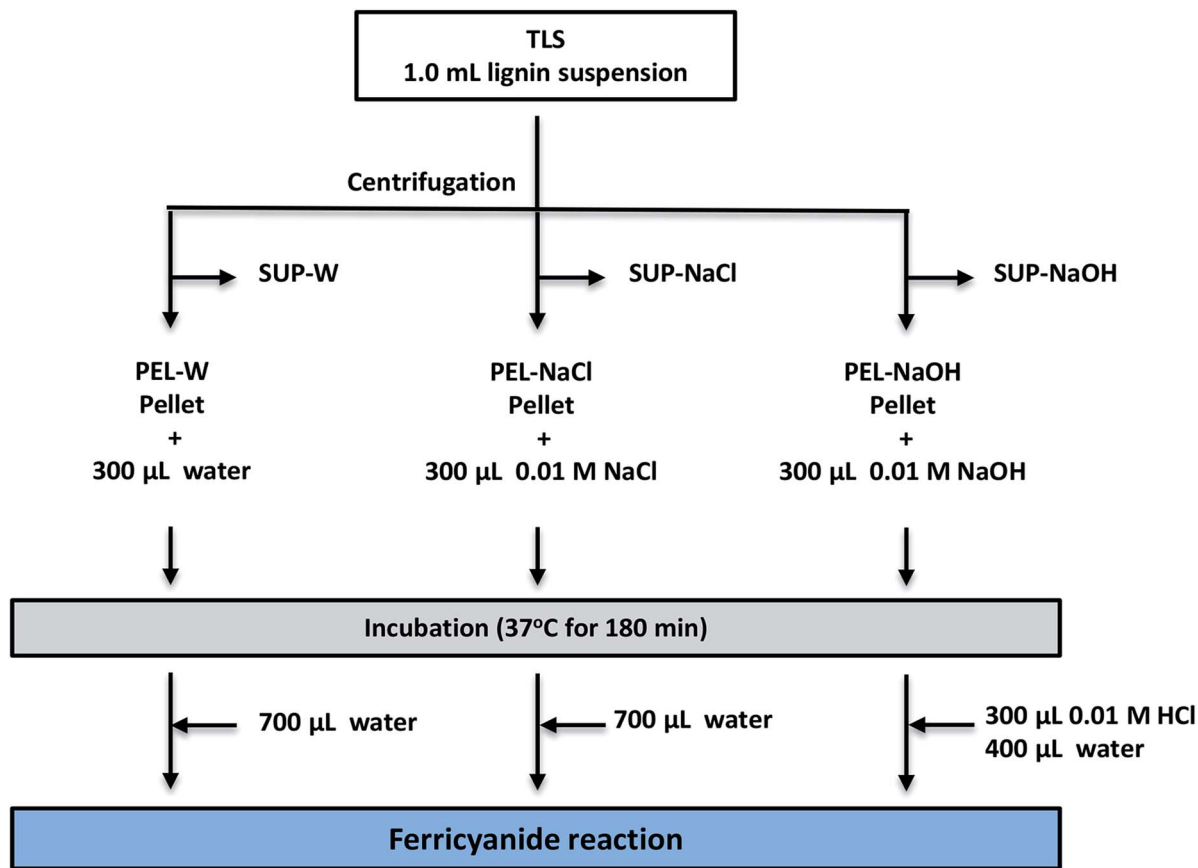 TLS
1.0 mL lignin suspension
Centrifugation
SUP-W
SUP-NaCl
SUP-NaOH
PEL-W
Pellet
+
300 µL water
PEL-NaCl
Pellet
+
300 µL 0.01 M NaCl
PEL-NaOH
Pellet
+
300 µL 0.01 M NaOH
Incubation (37°C for 180 min)
700 µL water
700 µL water
300 µL 0.01 M HCl
400 µL water
Ferricyanide reaction